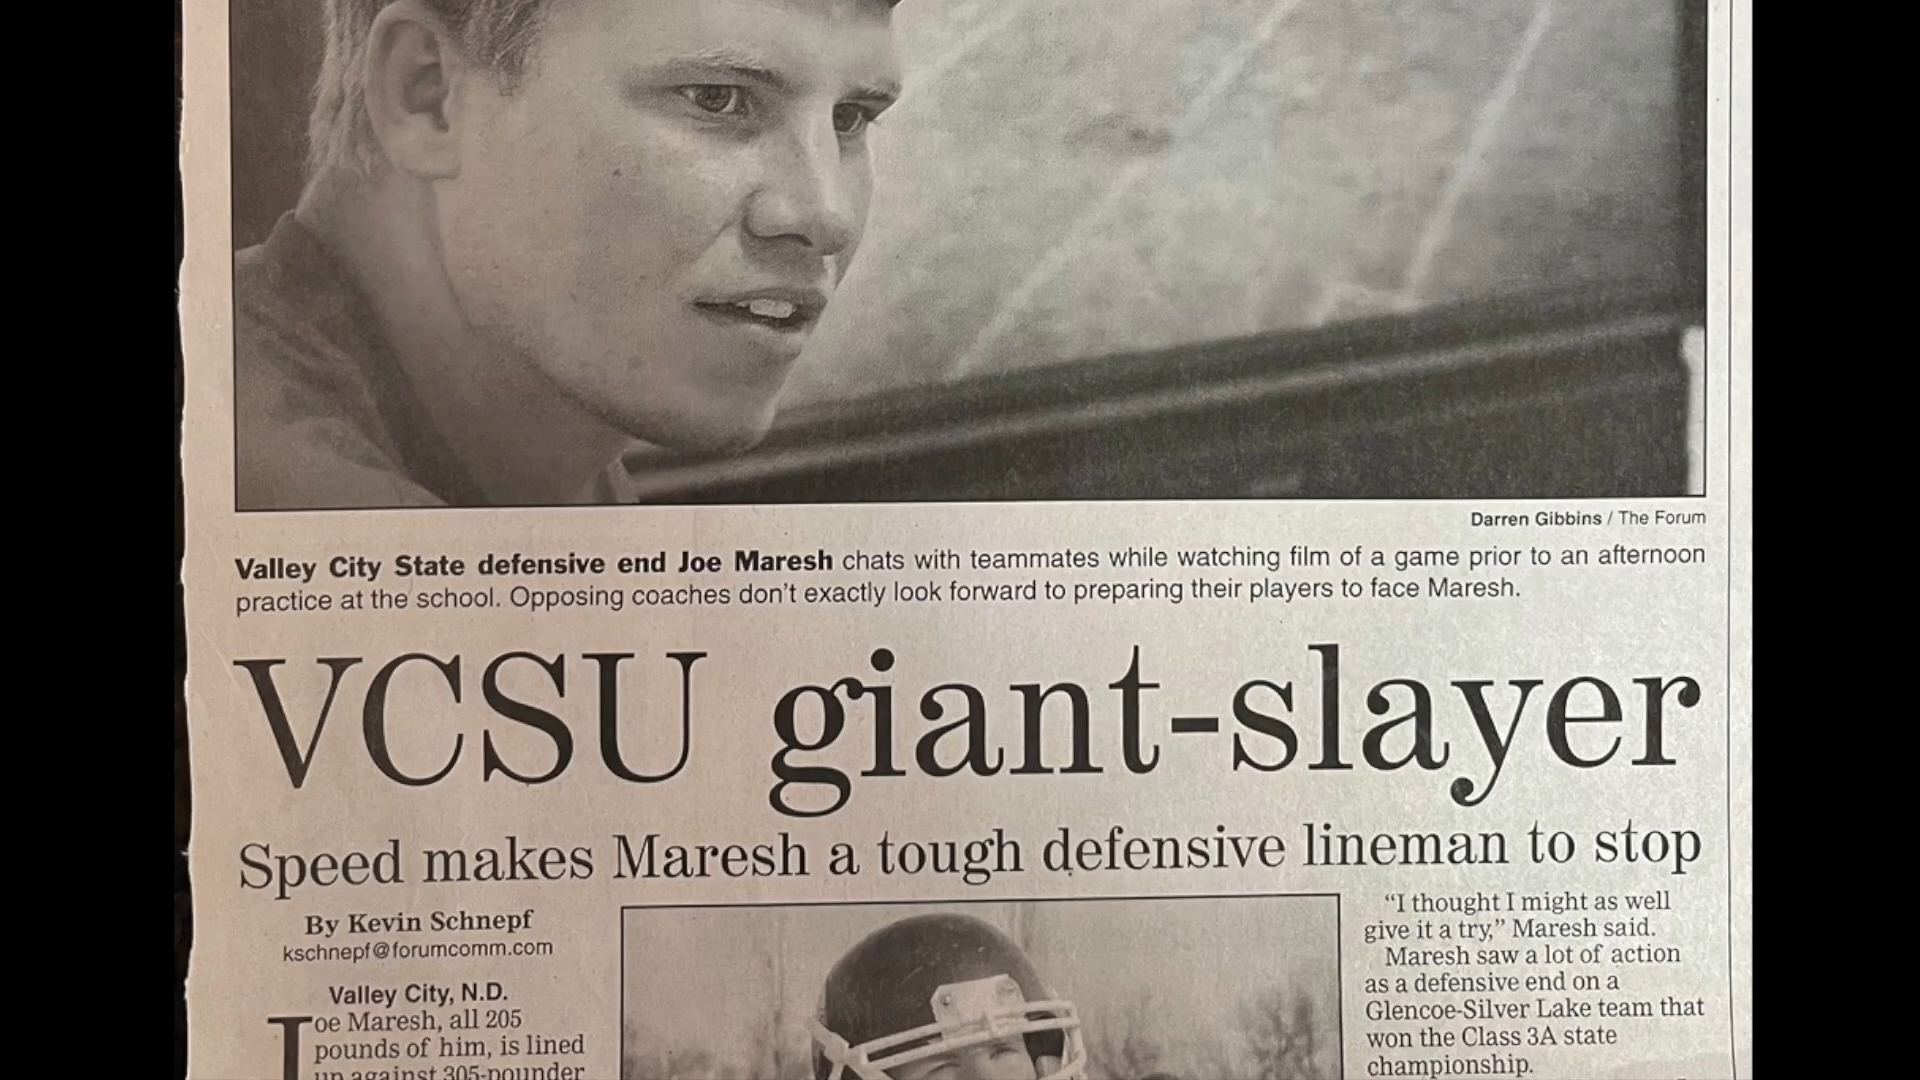 Darren Gibbins / The Forum
Valley City State defensive end Joe Maresh chats with teammates while watching film of a game prior to an afternoon
practice at the school. Opposing coaches don't exactly look forward to preparing their players to face Maresh.
VCSU giant-slayer
Speed makes Maresh a tough defensive lineman to stop
By Kevin Schnepf
kschnepf@forumcomm.com
Valley City, N.D.
Joe Maresh, all 205
pounds of him, is lined
up against 305-pounder
"I thought I might as well
give it a try," Maresh said.
Maresh saw a lot of action
as a defensive end on a
Glencoe-Silver Lake team that
won the Class 3A state
championship.